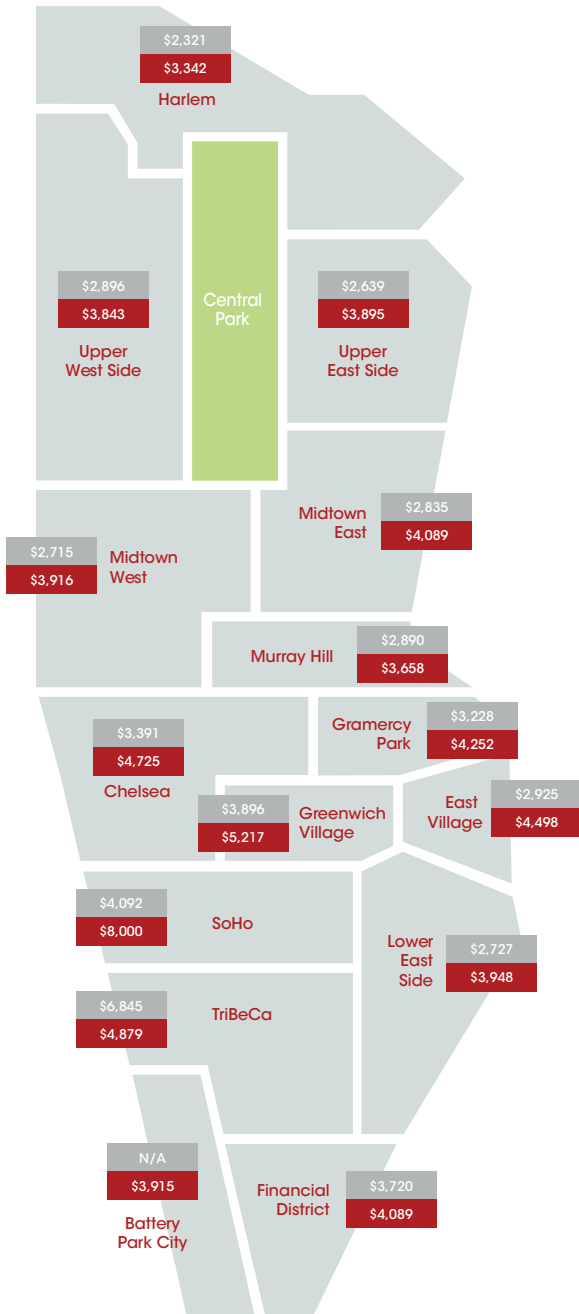 $2,321
$3,342
Harlem
$2,896
$3,843
Upper
West Side
Central
Park
$2,639
$3,895
Upper
East Side
Midtown
East
$2,835
$4,089
$2,715
$3,916
Midtown
West
Murray Hill
$2,890
$3,658
$3,391
$4,725
Chelsea
Gramercy
Park
$3,228
$4,252
$3,896
$5,217
Greenwich
Village
East
Village
$2,925
$4,498
$4,092
$8,000
SoHo
Lower
East
Side
$2,727
$3,948
$6,845
$4,879
TriBeCa
N/A
$3,915
Battery
Park City
Financial
District
$3,720
$4,089